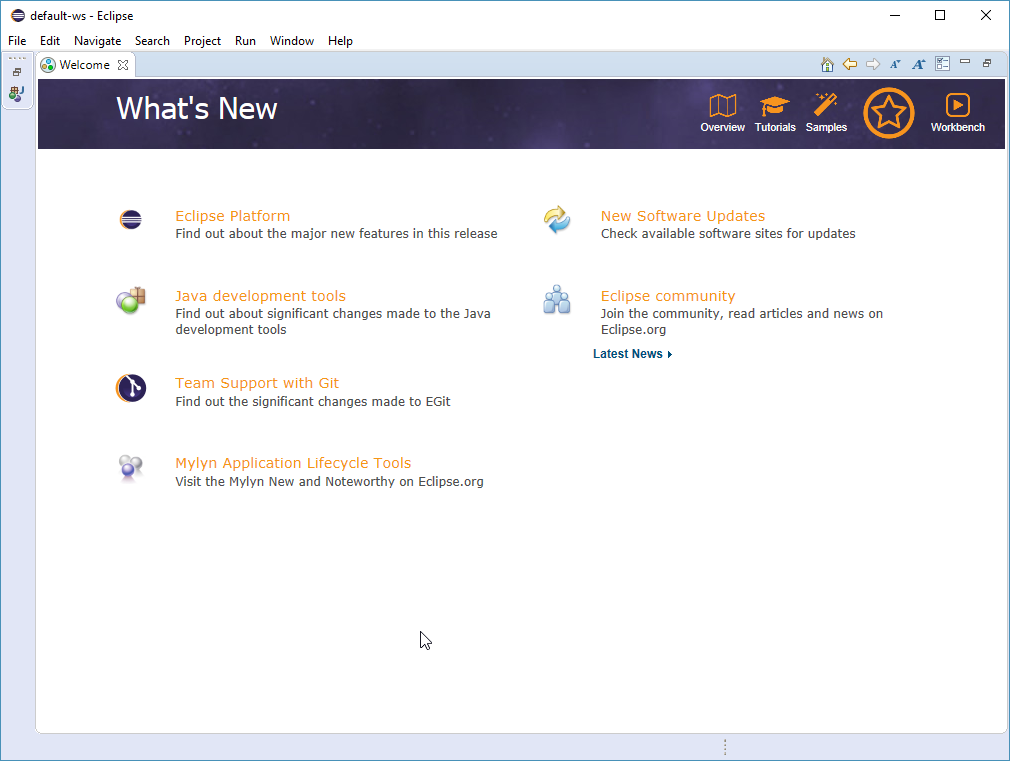 default-ws - Eclipse
File Edit Navigate Search Project Run Window Help
Welcome
What's New
Overview Tutorials Samples Workbench
Eclipse Platform
Find out about the major new features in this release
New Software Updates
Check available software sites for updates
Java development tools
Find out about significant changes made to the Java
development tools
Eclipse community
Join the community, read articles and news on
Eclipse.org
Latest News
Team Support with Git
Find out the significant changes made to EGit
Mylyn Application Lifecycle Tools
Visit the Mylyn New and Noteworthy on Eclipse.org